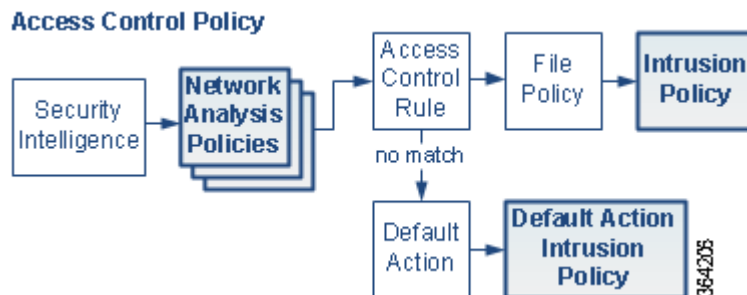 Access Control Policy
Security
Intelligence
Network
Analysis
Policies
Access
Control
Rule
File
Policy
Intrusion
Policy
no match
Default
Action
Default Action
Intrusion
Policy
364206